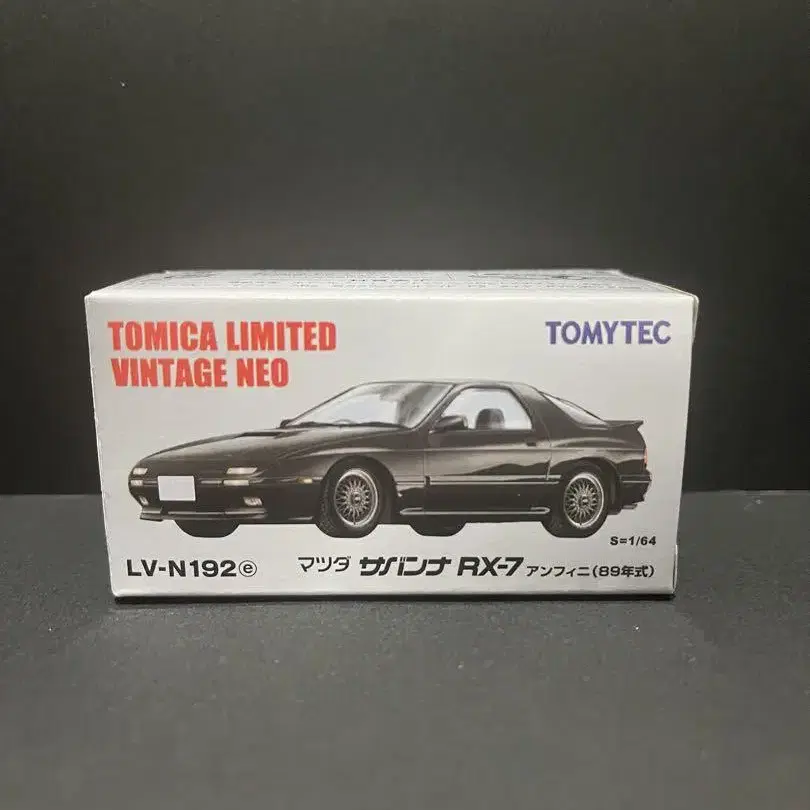 TOMICA LIMITED
VINTAGE NEO
TOMYTEC
S=1/64
LV-N192ⓔ マツダ サバンナ RX-7 アンフィニ(89年式)